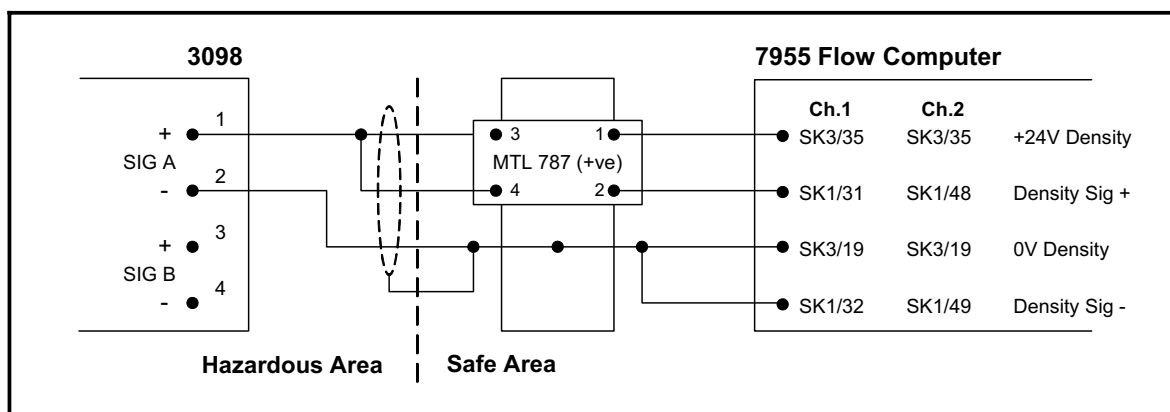 3098
7955 Flow Computer
Ch.1 Ch.2
1
+ 3 1 SK3/35 SK3/35 +24V Density
SIG A MTL 787 (+ve)
2
- 4 2 SK1/31 SK1/48 Density Sig +
3
+ SK3/19 SK3/19 0V Density
SIG B
4
- SK1/32 SK1/49 Density Sig -
Hazardous Area Safe Area